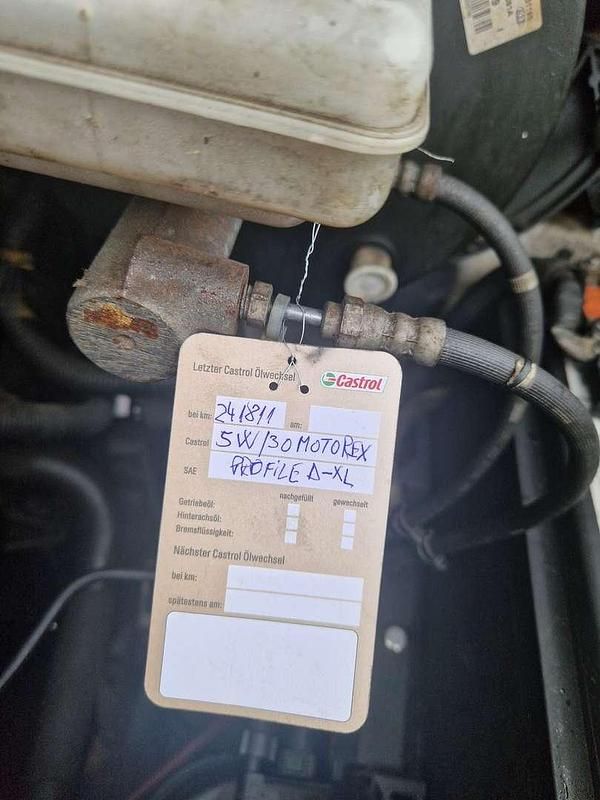 Letzter Castrol Ölwechsel
Castrol
bei km: 241811 am:
Castrol 5W/30 MOTOREX
SAE PROFILE D-XL
nachgefüllt gewechselt
Getriebeöl:
Hinterachsöl:
Bremsflüssigkeit:
Nächster Castrol Ölwechsel
bei km:
spätestens am: